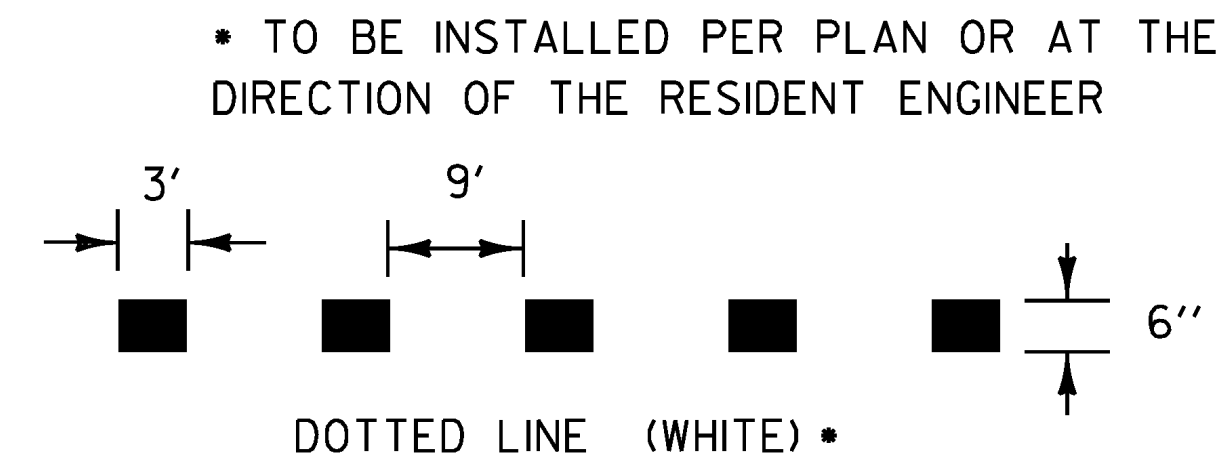 * TO BE INSTALLED PER PLAN OR AT THE
DIRECTION OF THE RESIDENT ENGINEER
3' 9'
6''
DOTTED LINE (WHITE) *